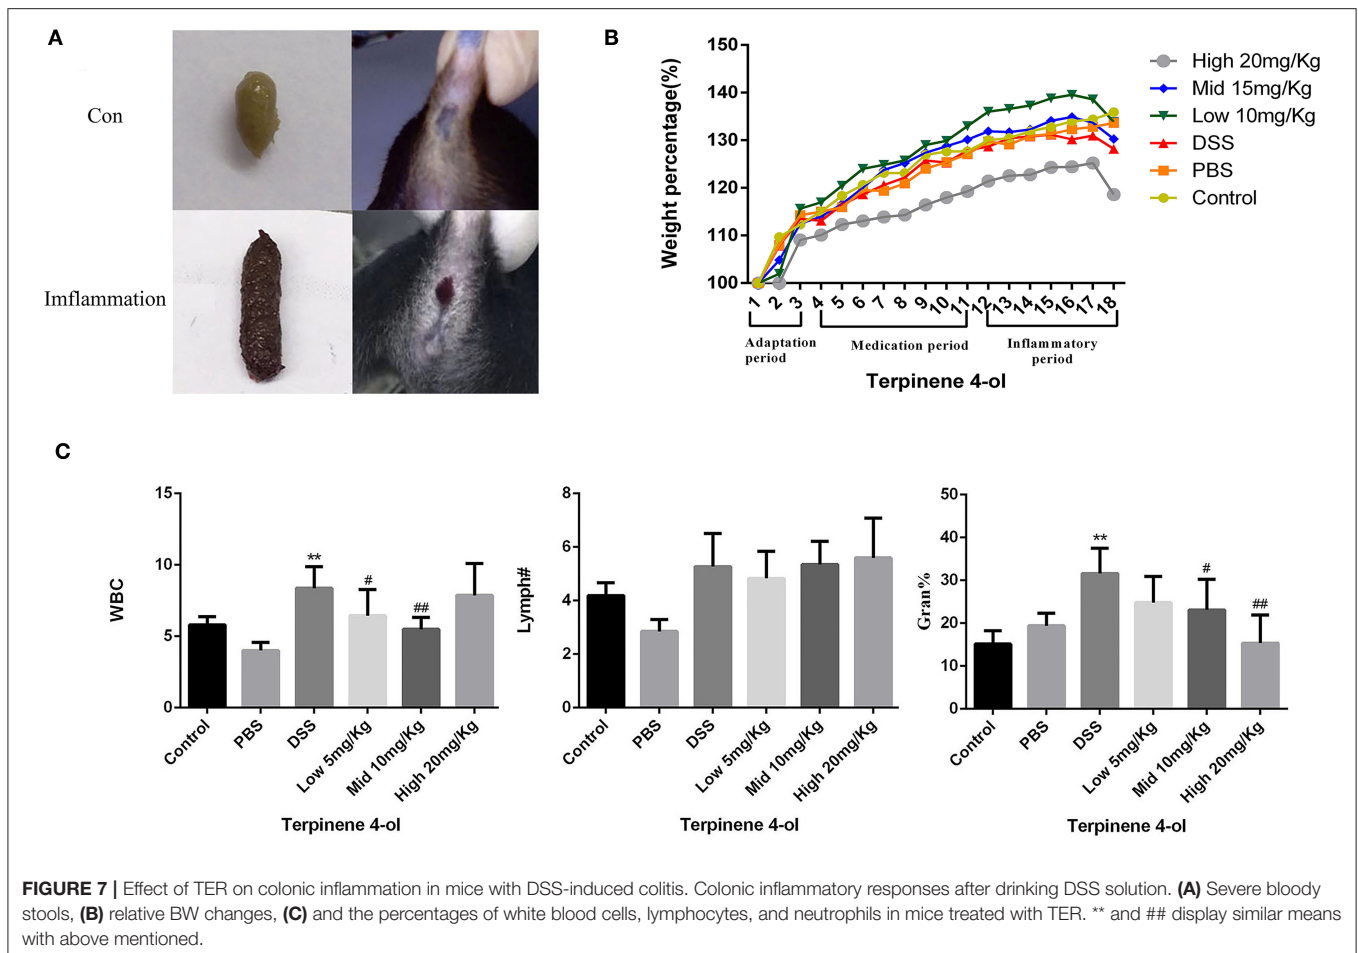 A
Con
Imflammation
B
Weight percentage(%)
150
140
130
120
110
100
1 2 3 4 5 6 7 8 9 10 11 12 13 14 15 16 17 18
Adaptation period
Medication period
Inflammatory period
Terpinene 4-ol
High 20mg/Kg
Mid 15mg/Kg
Low 10mg/Kg
DSS
PBS
Control
C
WBC
15
10
5
0
**
#
##
Control
PBS
DSS
Low 5mg/Kg
Mid 10mg/Kg
High 20mg/Kg
Terpinene 4-ol
Lymph#
8
6
4
2
0
Control
PBS
DSS
Low 5mg/Kg
Mid 10mg/Kg
High 20mg/Kg
Terpinene 4-ol
Gran%
50
40
30
20
10
0
**
#
##
Control
PBS
DSS
Low 5mg/Kg
Mid 10mg/Kg
High 20mg/Kg
Terpinene 4-ol
FIGURE 7 | Effect of TER on colonic inflammation in mice with DSS-induced colitis. Colonic inflammatory responses after drinking DSS solution. (A) Severe bloody
stools, (B) relative BW changes, (C) and the percentages of white blood cells, lymphocytes, and neutrophils in mice treated with TER. ** and ## display similar means
with above mentioned.